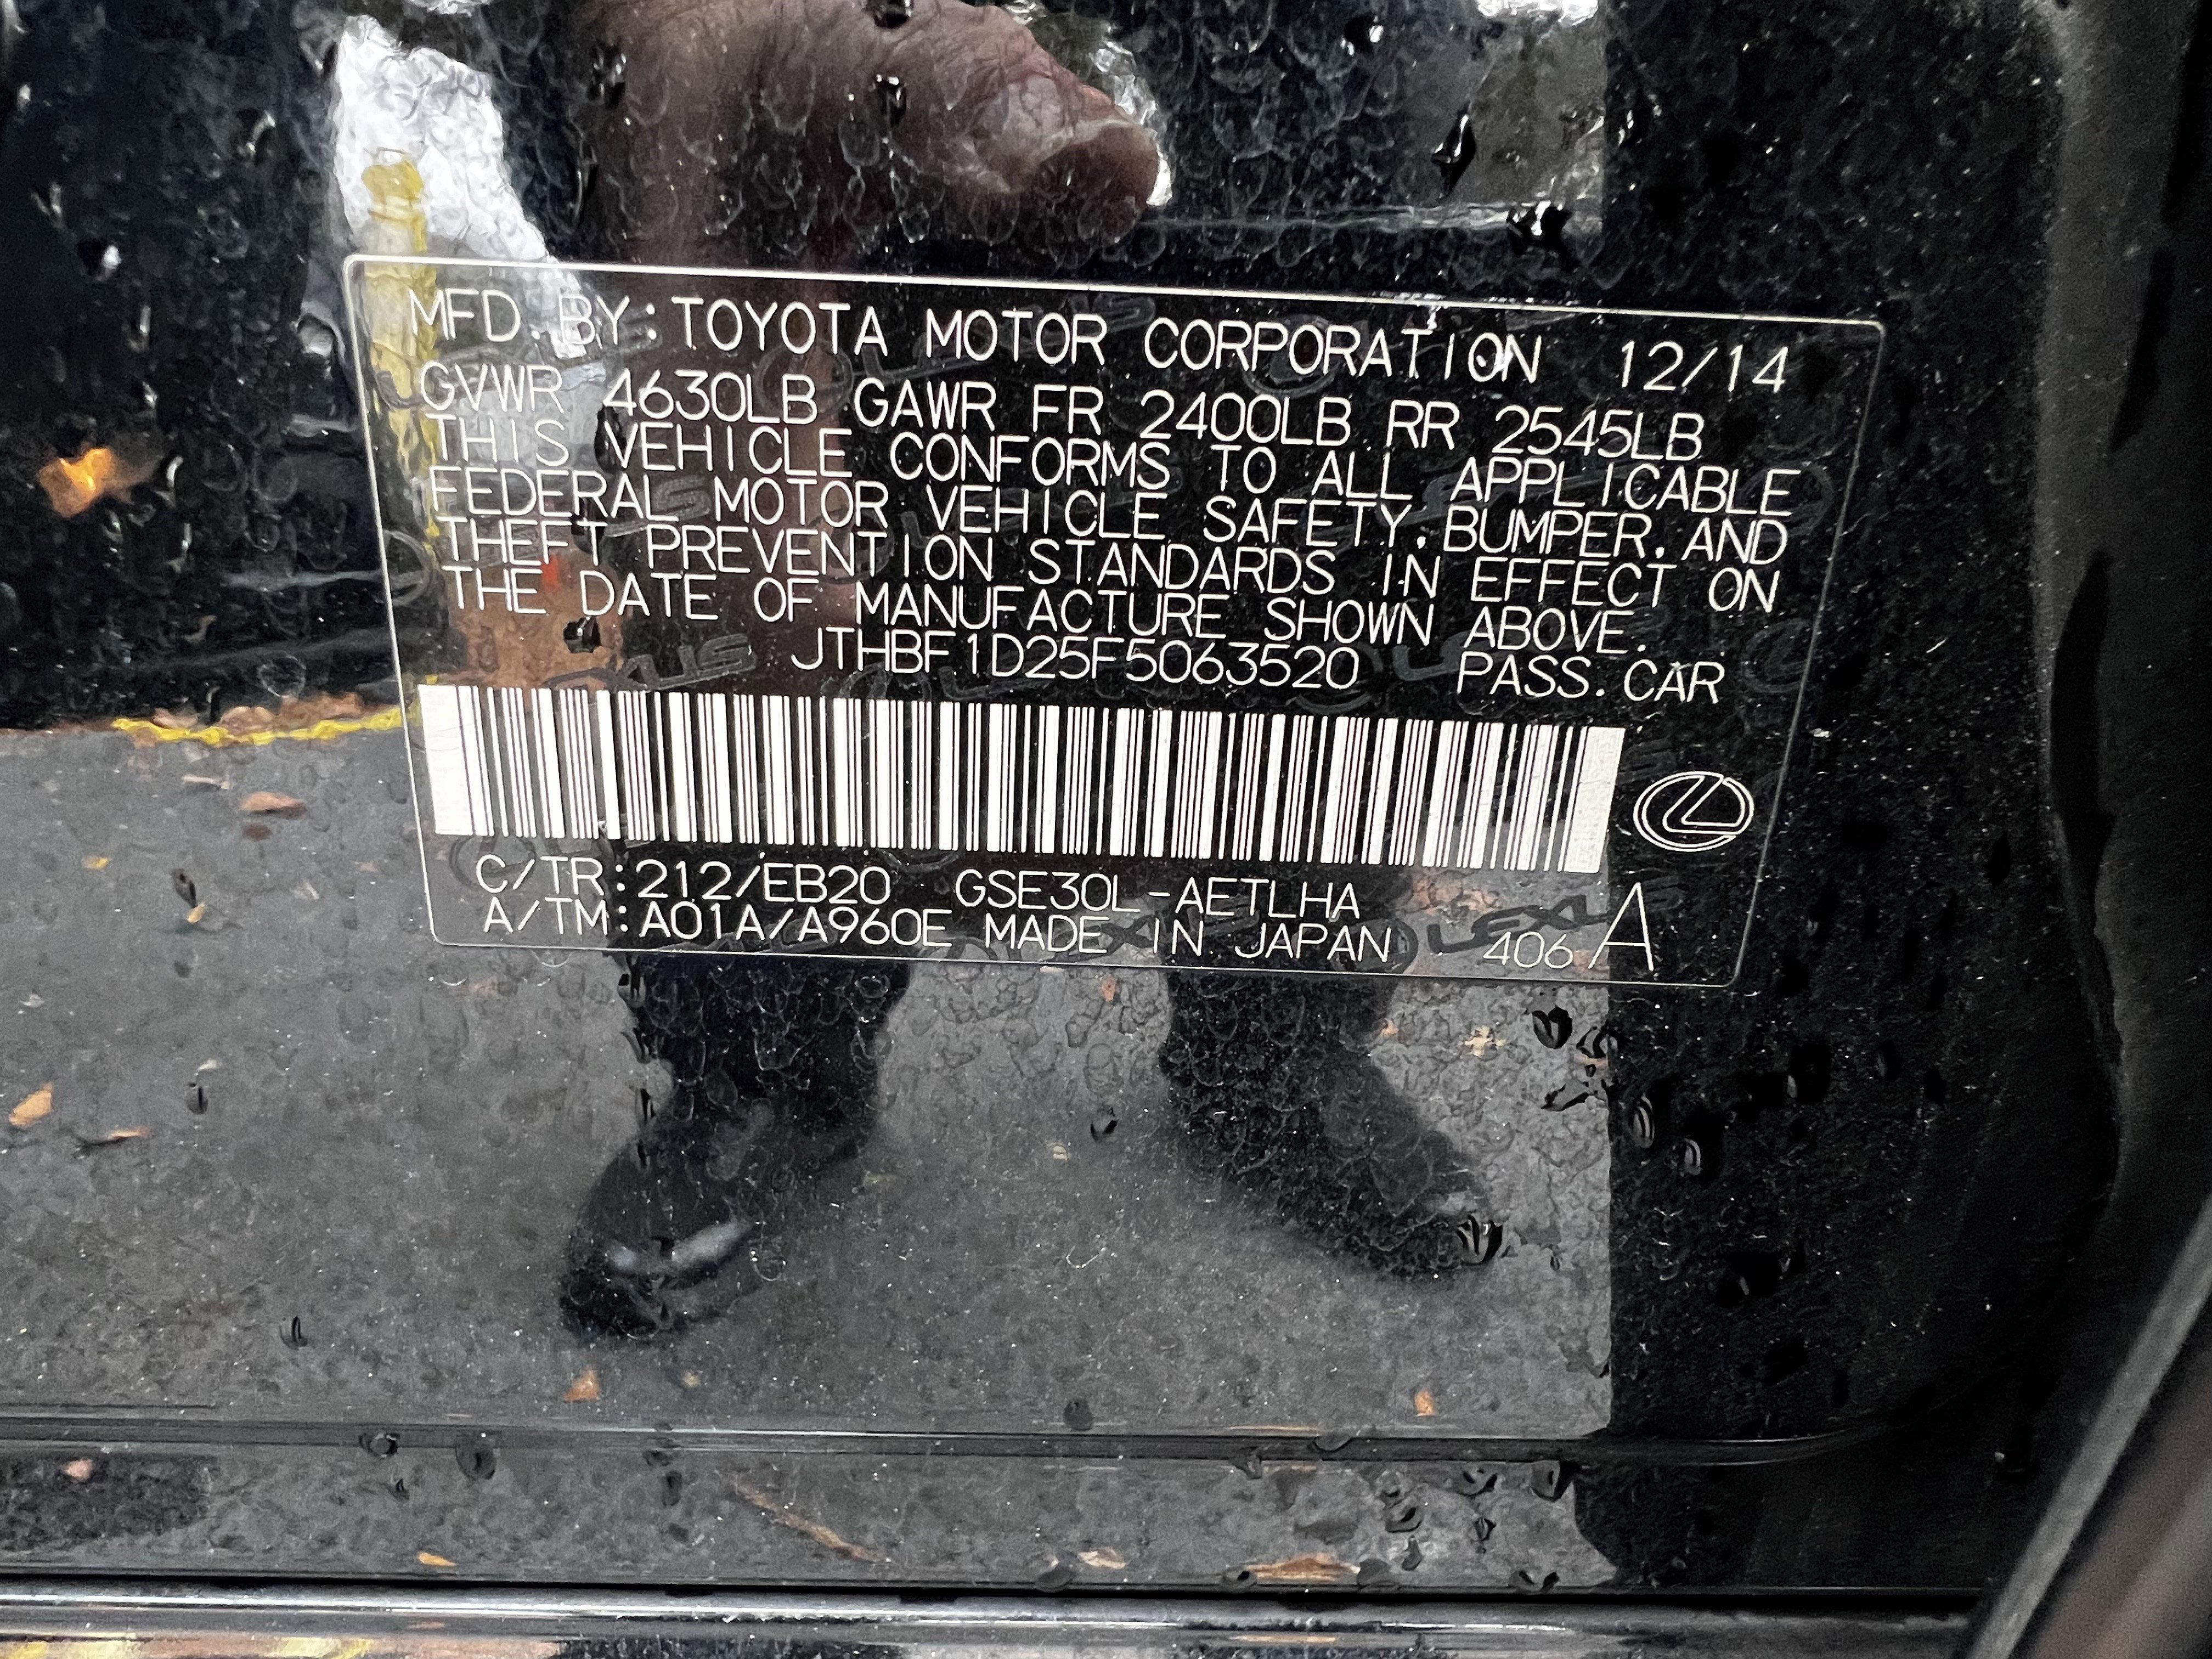 MFD. BY: TOYOTA MOTOR CORPORATION 12/14
GVWR 4630LB GAWR FR 2400LB RR 2545LB
THIS VEHICLE CONFORMS TO ALL APPLICABLE
FEDERAL MOTOR VEHICLE SAFETY, BUMPER, AND
THEFT PREVENTION STANDARDS IN EFFECT ON
THE DATE OF MANUFACTURE SHOWN ABOVE.
JTHBF1D25F5063520 PASS. CAR
C/TR:212/EB20 GSE30L-AETLHA
A/TM:A01A/A960E MADE IN JAPAN 406 A
LEXUS